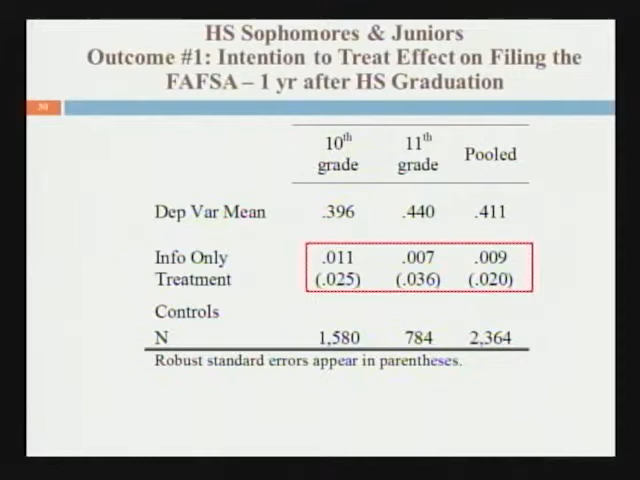 HS Sophomores & Juniors
Outcome #1: Intention to Treat Effect on Filing the
FAFSA – 1 yr after HS Graduation
10th grade 11th grade Pooled
Dep Var Mean .396 .440 .411
Info Only .011 .007 .009
Treatment (.025) (.036) (.020)
Controls
N 1,580 784 2,364
Robust standard errors appear in parentheses.